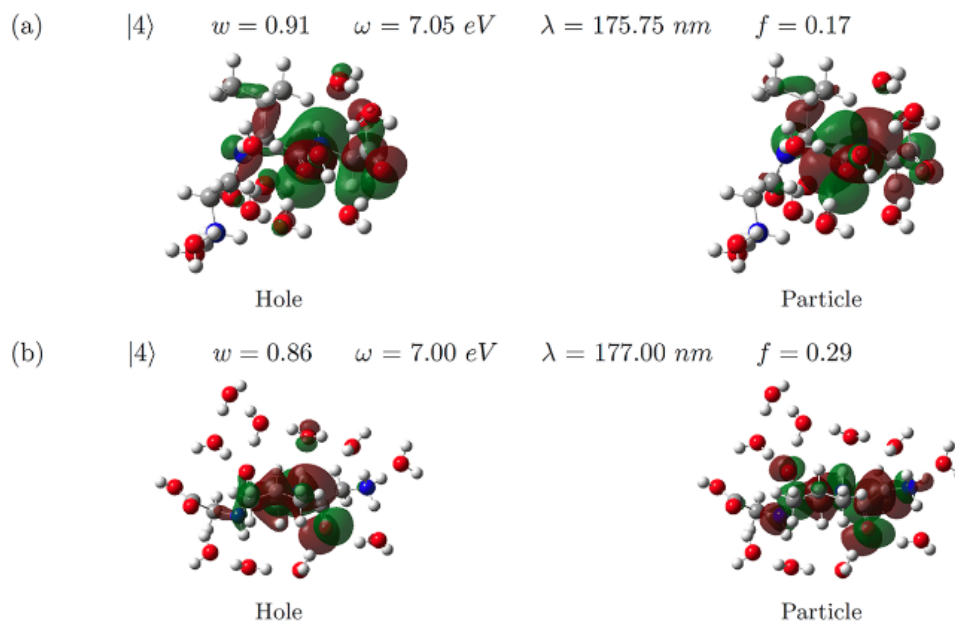 (a) |4⟩ w = 0.91 ω = 7.05 eV λ = 175.75 nm f = 0.17
Hole Particle
(b) |4⟩ w = 0.86 ω = 7.00 eV λ = 177.00 nm f = 0.29
Hole Particle